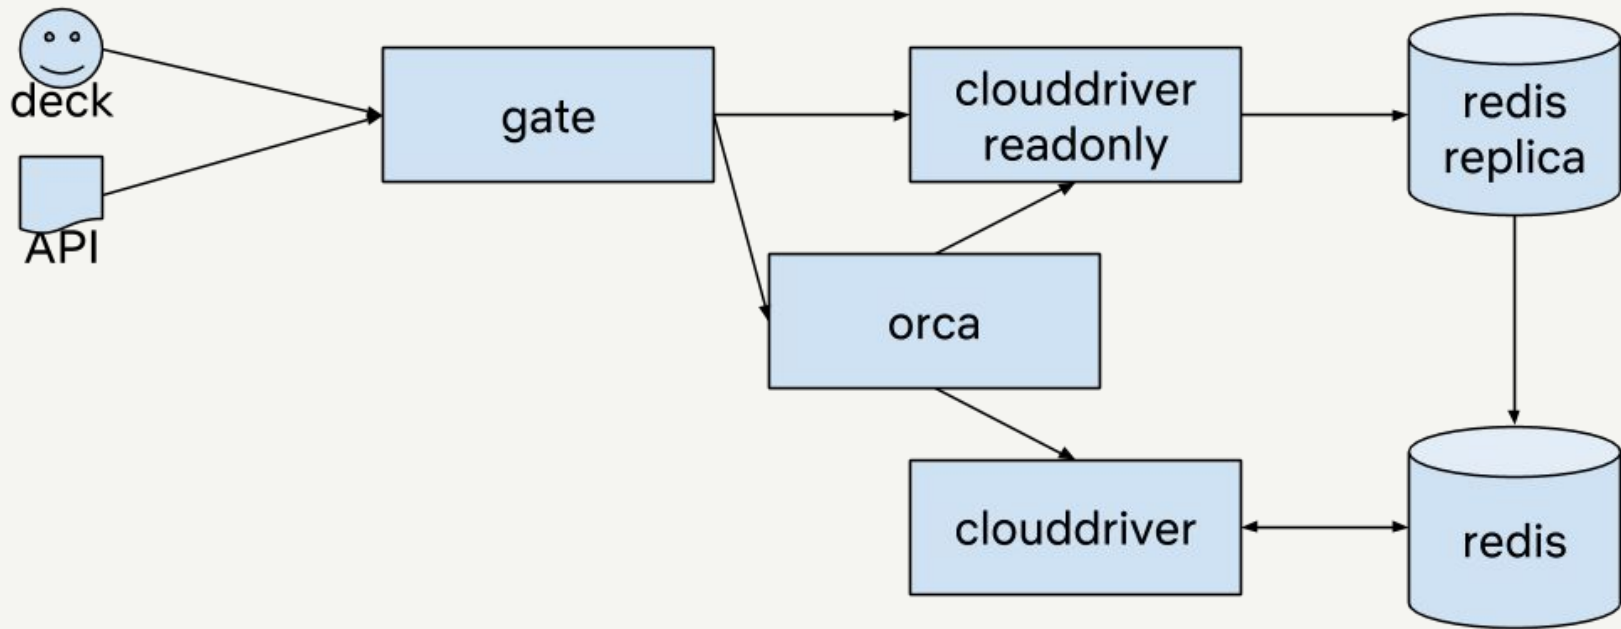 deck
API
gate
clouddriver
readonly
redis
replica
orca
clouddriver
redis